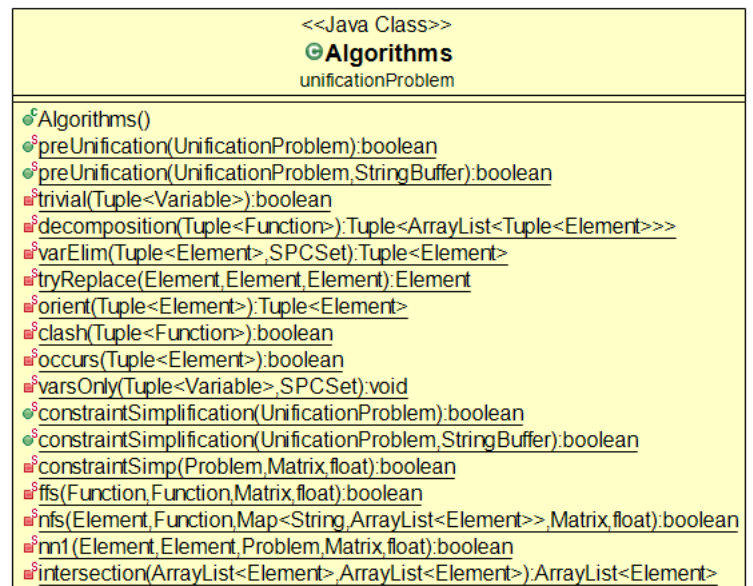 <<Java Class>>
Algorithms
unificationProblem
Algorithms()
preUnification(UnificationProblem):boolean
preUnification(UnificationProblem,StringBuffer):boolean
trivial(Tuple<Variable>):boolean
decomposition(Tuple<Function>):Tuple<ArrayList<Tuple<Element>>>
varElim(Tuple<Element>,SPCSet):Tuple<Element>
tryReplace(Element,Element,Element):Element
orient(Tuple<Element>):Tuple<Element>
clash(Tuple<Function>):boolean
occurs(Tuple<Element>):boolean
varsOnly(Tuple<Variable>,SPCSet):void
constraintSimplification(UnificationProblem):boolean
constraintSimplification(UnificationProblem,StringBuffer):boolean
constraintSimp(Problem,Matrix,float):boolean
ffs(Function,Function,Matrix,float):boolean
nfs(Element,Function,Map<String,ArrayList<Element>>,Matrix,float):boolean
nn1(Element,Element,Problem,Matrix,float):boolean
intersection(ArrayList<Element>,ArrayList<Element>):ArrayList<Element>